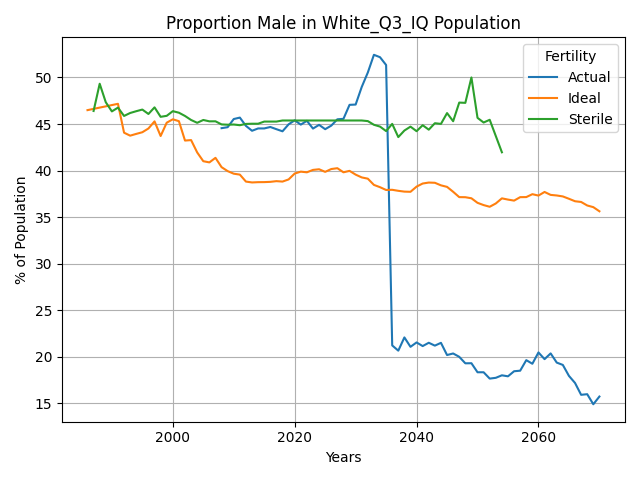 Proportion Male in White_Q3_IQ Population
Fertility
Actual
Ideal
Sterile
% of Population
50
45
40
35
30
25
20
15
2000
2020
2040
2060
Years